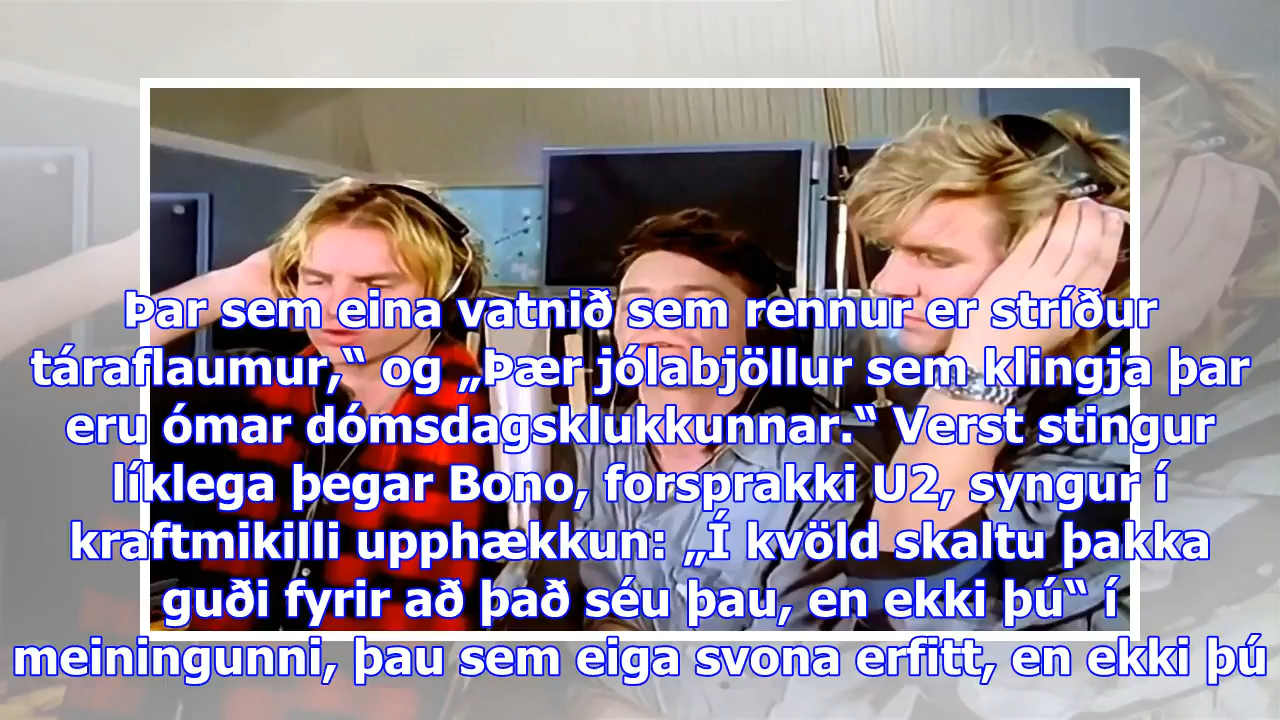 Þar sem eina vatnið sem rennur er stríður
táraflaumur,“ og „Þær jólabjöllur sem klingja þar
eru ómar dómsdagsklukkunnar.“ Verst stingur
líklega þegar Bono, forsprakki U2, syngur í
kraftmikilli upphækkun: „Í kvöld skaltu þakka
guði fyrir að það séu þau, en ekki þú“ í
meiningunni, þau sem eiga svona erfitt, en ekki þú